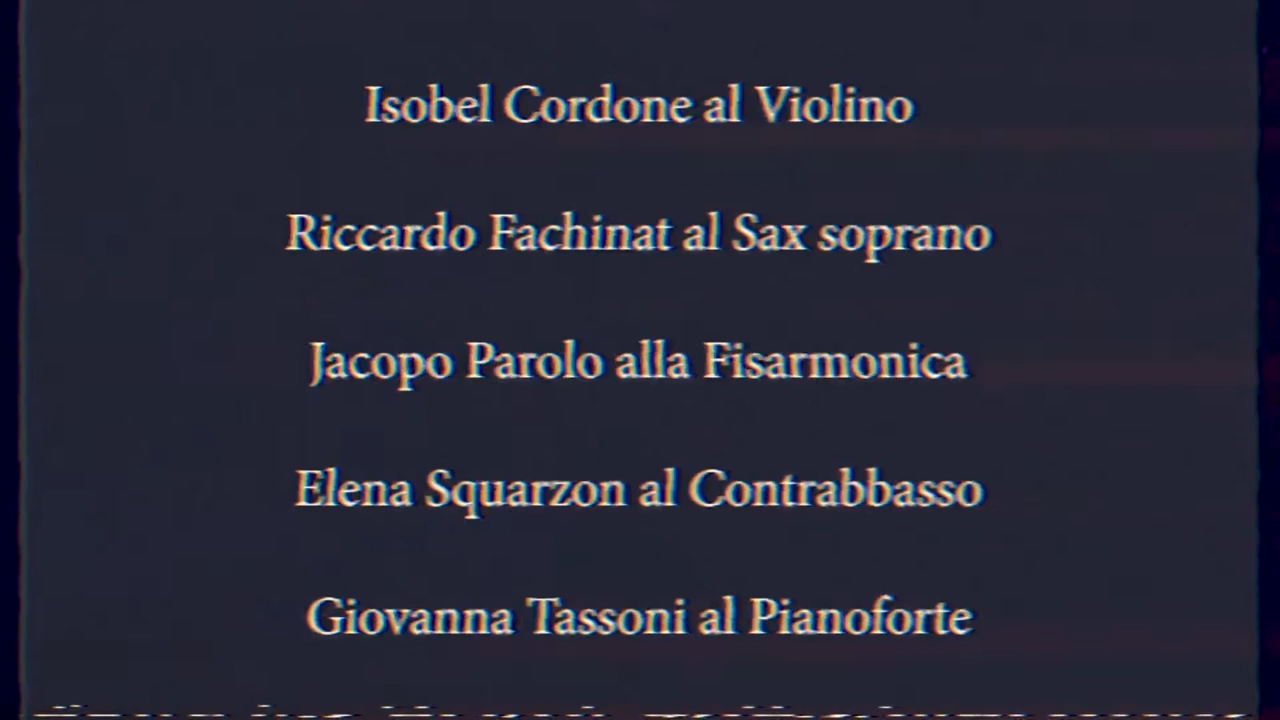 Isobel Cordone al Violino
Riccardo Fachinat al Sax soprano
Jacopo Parolo alla Fisarmonica
Elena Squarzon al Contrabbasso
Giovanna Tassoni al Pianoforte